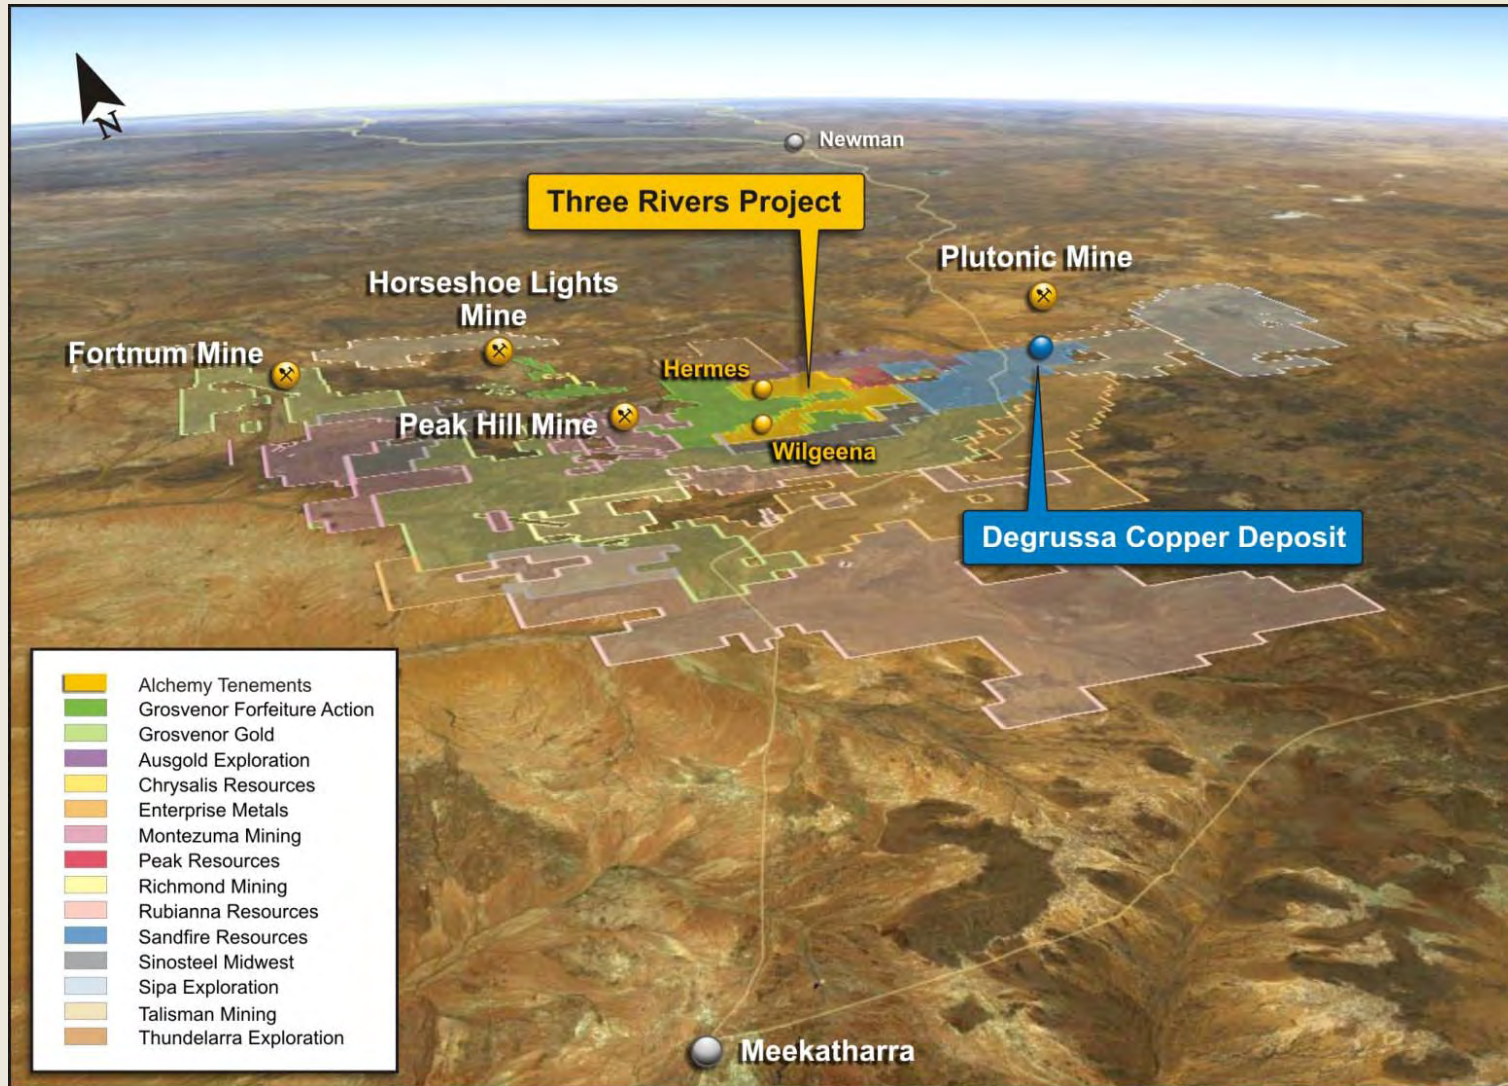 N
Newman
Three Rivers Project
Plutonic Mine
Horseshoe Lights
Mine
Fortnum Mine
Hermes
Peak Hill Mine
Wilgeena
Degrussa Copper Deposit
Alchemy Tenements
Grosvenor Forfeiture Action
Grosvenor Gold
Ausgold Exploration
Chrysalis Resources
Enterprise Metals
Montezuma Mining
Peak Resources
Richmond Mining
Rubianna Resources
Sandfire Resources
Sinosteel Midwest
Sipa Exploration
Talisman Mining
Thundelarra Exploration
Meekatharra